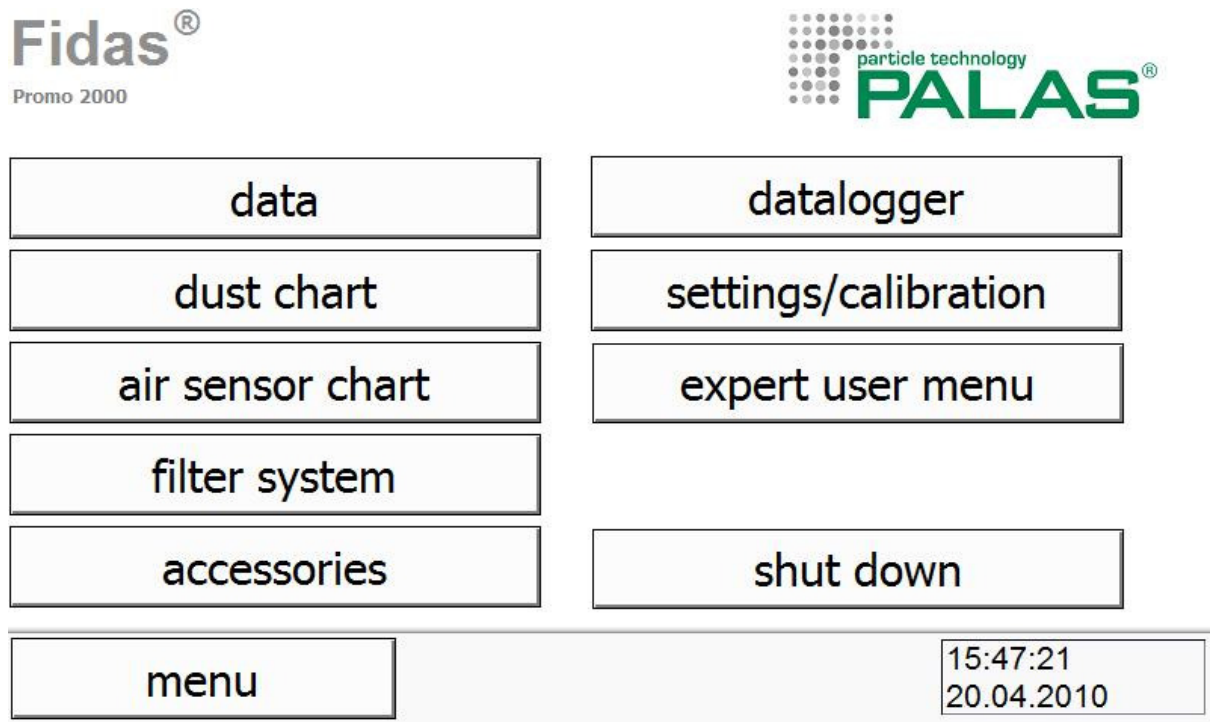 Fidas®
Promo 2000
particle technology
PALAS®
data
datalogger
dust chart
settings/calibration
air sensor chart
expert user menu
filter system
accessories
shut down
menu
15:47:21
20.04.2010